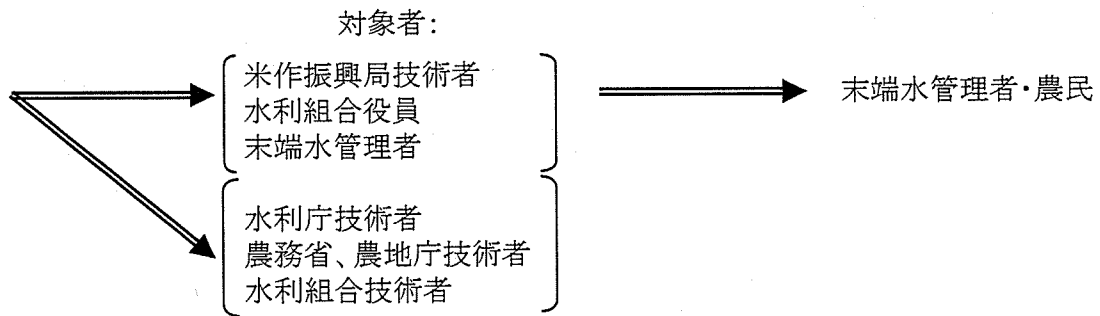 対象者:
米作振興局技術者
水利組合役員
末端水管理者
末端水管理者・農民
水利庁技術者
農務省、農地庁技術者
水利組合技術者